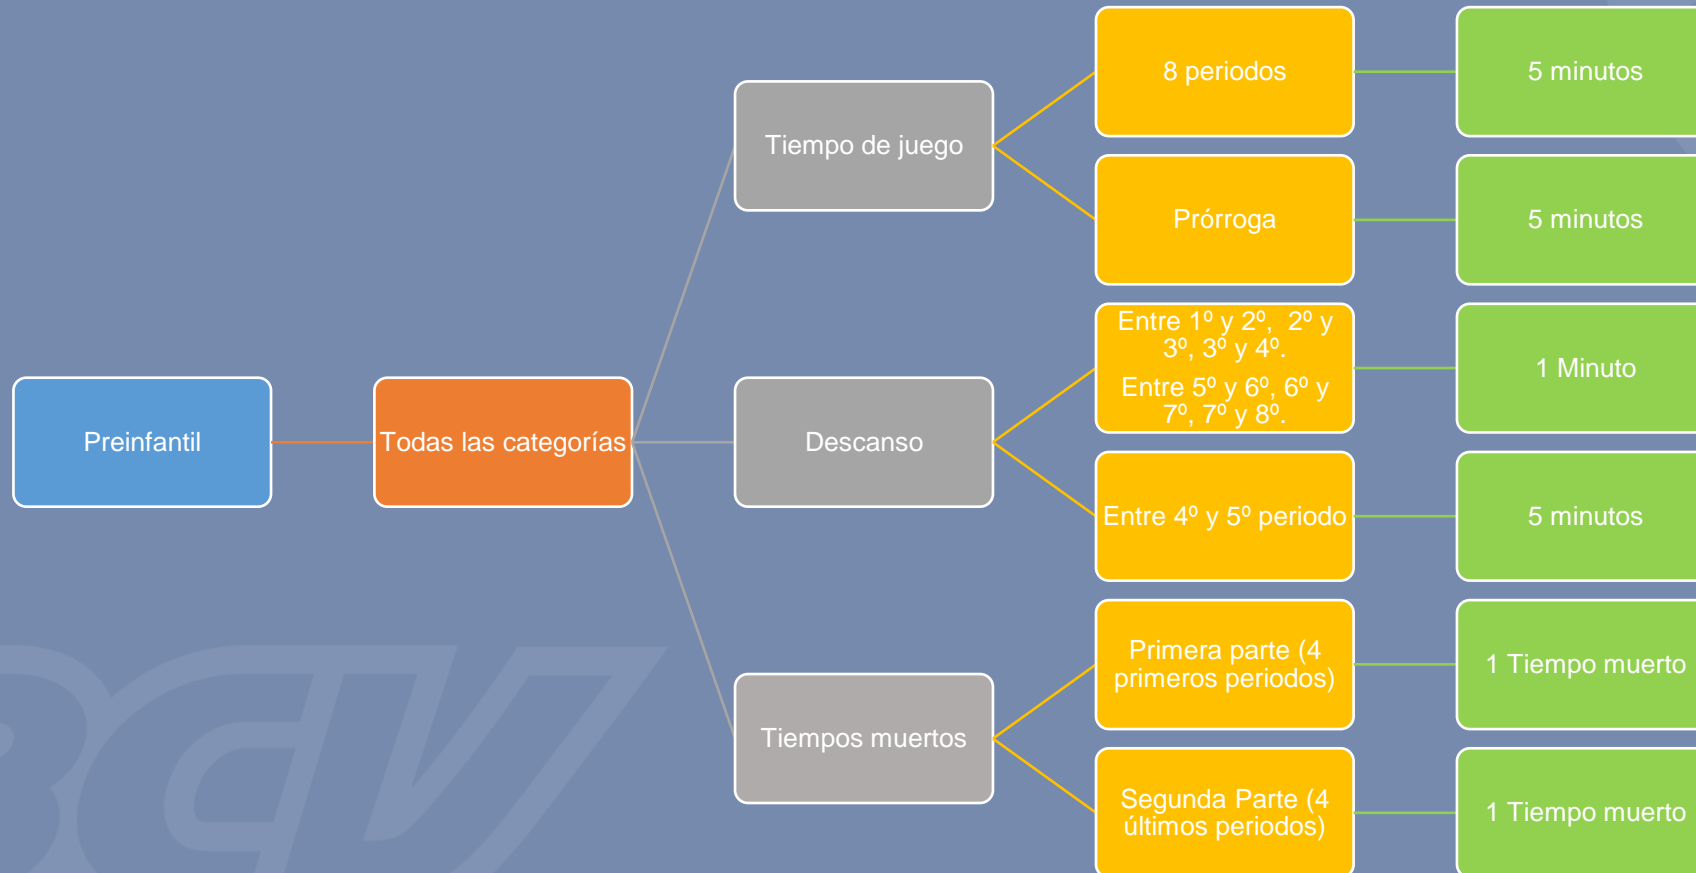 Preinfantil
Todas las categorías
Tiempo de juego
8 periodos
5 minutos
Prórroga
5 minutos
Descanso
Entre 1º y 2º, 2º y
3º, 3º y 4º.
Entre 5º y 6º, 6º y
7º, 7º y 8º.
1 Minuto
Entre 4º y 5º periodo
5 minutos
Tiempos muertos
Primera parte (4
primeros periodos)
1 Tiempo muerto
Segunda Parte (4
últimos periodos)
1 Tiempo muerto